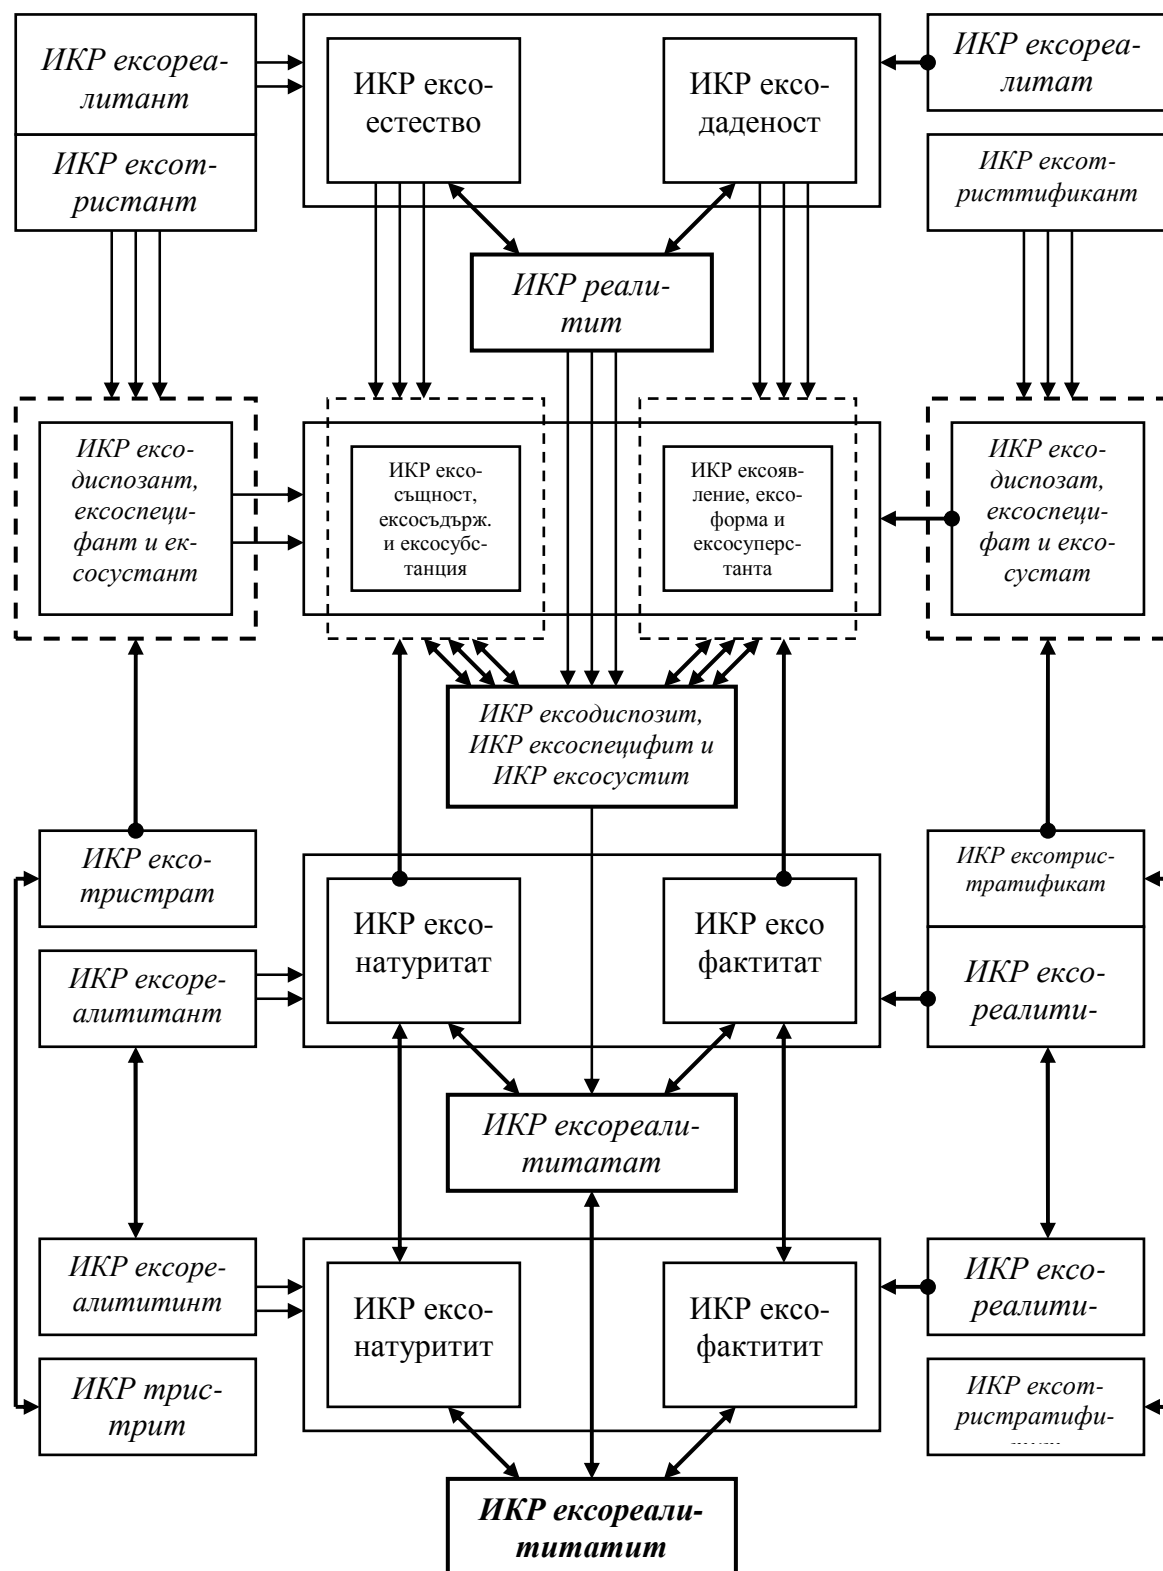 ИКР ексореа-
литант
ИКР ексо-
естество
ИКР ексо-
даденост
ИКР ексореа-
литат
ИКР ексот-
ристант
ИКР ексот-
ристтификант
ИКР реали-
тит
ИКР ексо-
диспозант,
ексоспеци-
фант и ек-
сосустант
ИКР ексо-
същност,
ексосъдърж.
и ексосубс-
танция
ИКР ексояв-
ление, ексо-
форма и
ексосуперс-
танта
ИКР ексо-
диспозат,
ексоспеци-
фат и ексо-
сустат
ИКР ексодиспозит,
ИКР ексоспецифит и
ИКР ексосустит
ИКР ексо-
тристрат
ИКР ексо-
натуритат
ИКР ексо
фактитат
ИКР ексотрис-
тратификат
ИКР ексоре-
алититант
ИКР ексо-
реалити-
ИКР ексореали-
титатат
ИКР ексоре-
алититинт
ИКР ексо-
натуритит
ИКР ексо-
фактитит
ИКР ексо-
реалити-
ИКР трис-
трит
ИКР ексот-
ристратифи-
ИКР ексореали-
титатит